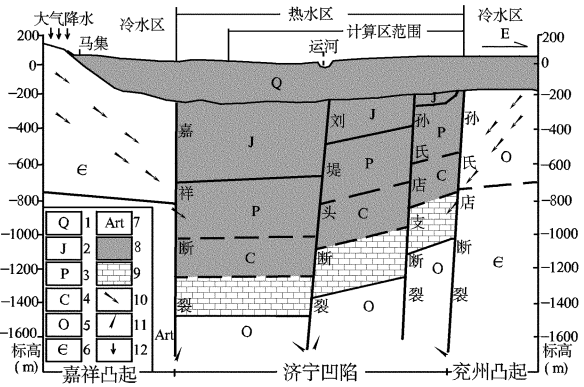 大气降水
冷水区
热水区
冷水区
马集
计算区范围
运河
E
200
0
−200
−400
−600
−800
−1000
−1200
−1400
−1600
标高
(m)
200
0
−200
−400
−600
−800
−1000
−1200
−1400
−1600
标高
(m)
Q
J
J
J
P
P
P
C
C
C
O
O
O
O
Є
Є
Art
嘉祥断裂
刘堤头断裂
孙氏店支断裂
孙氏店断裂
Q 1 Art 7
J 2 8
P 3 9
C 4 10
O 5 11
Є 6 12
嘉祥凸起
济宁凹陷
兖州凸起